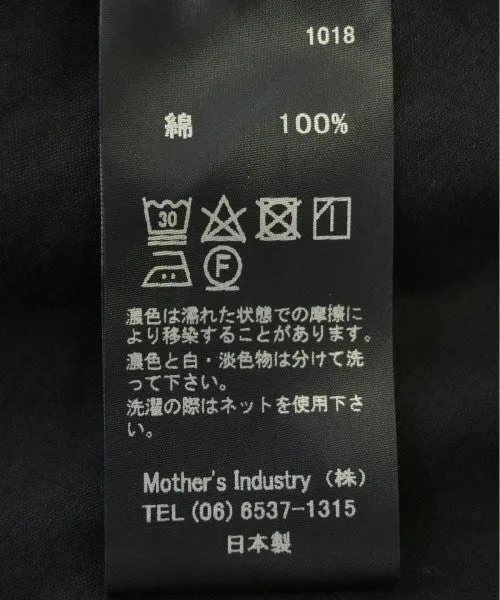 1018
綿 100%
30
F
濃色は濡れた状態での摩擦に
より移染することがあります。
濃色と白・淡色物は分けて洗
って下さい。
洗濯の際はネットを使用下さ
い。
Mother's Industry (株)
TEL (06) 6537-1315
日本製